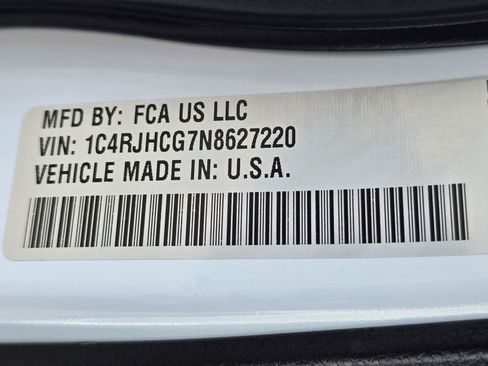 MFD BY: FCA US LLC
VIN: 1C4RJHCG7N8627220
VEHICLE MADE IN: U.S.A.